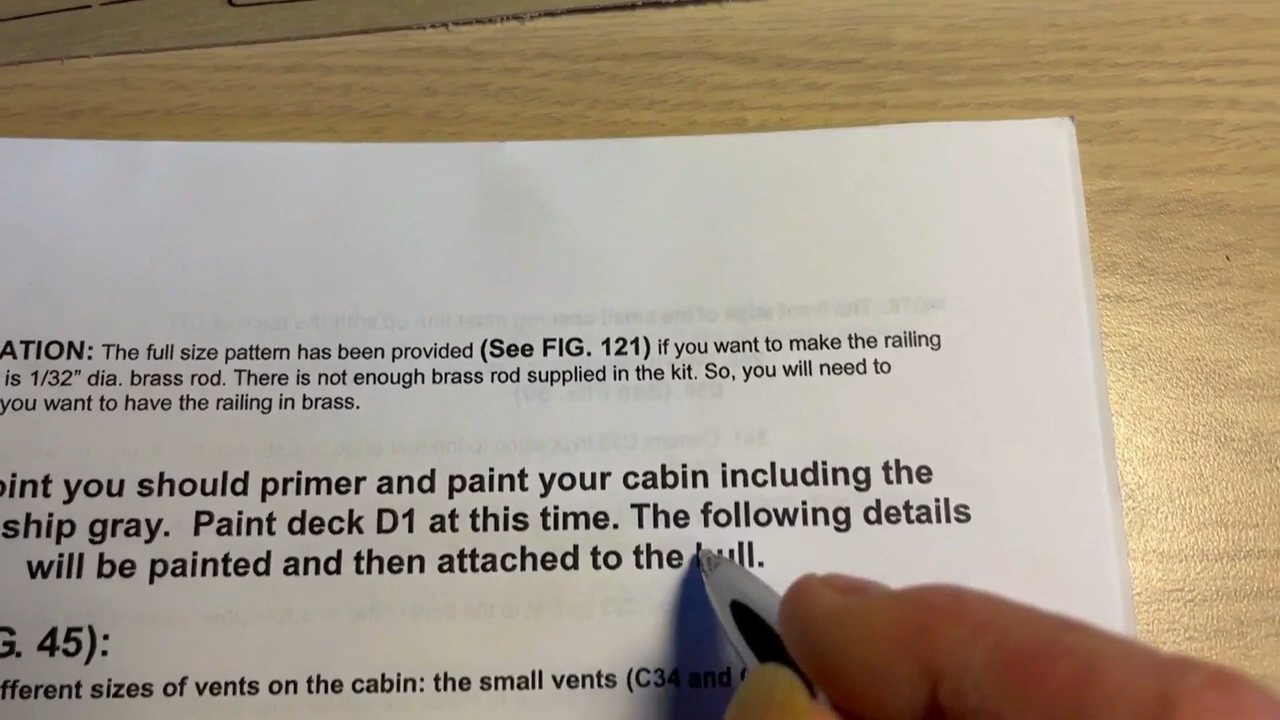 ATION: The full size pattern has been provided (See FIG. 121) if you want to make the railing
is 1/32” dia. brass rod. There is not enough brass rod supplied in the kit. So, you will need to
you want to have the railing in brass.
oint you should primer and paint your cabin including the
ship gray. Paint deck D1 at this time. The following details
will be painted and then attached to the hull.
G. 45):
fferent sizes of vents on the cabin: the small vents (C34 and